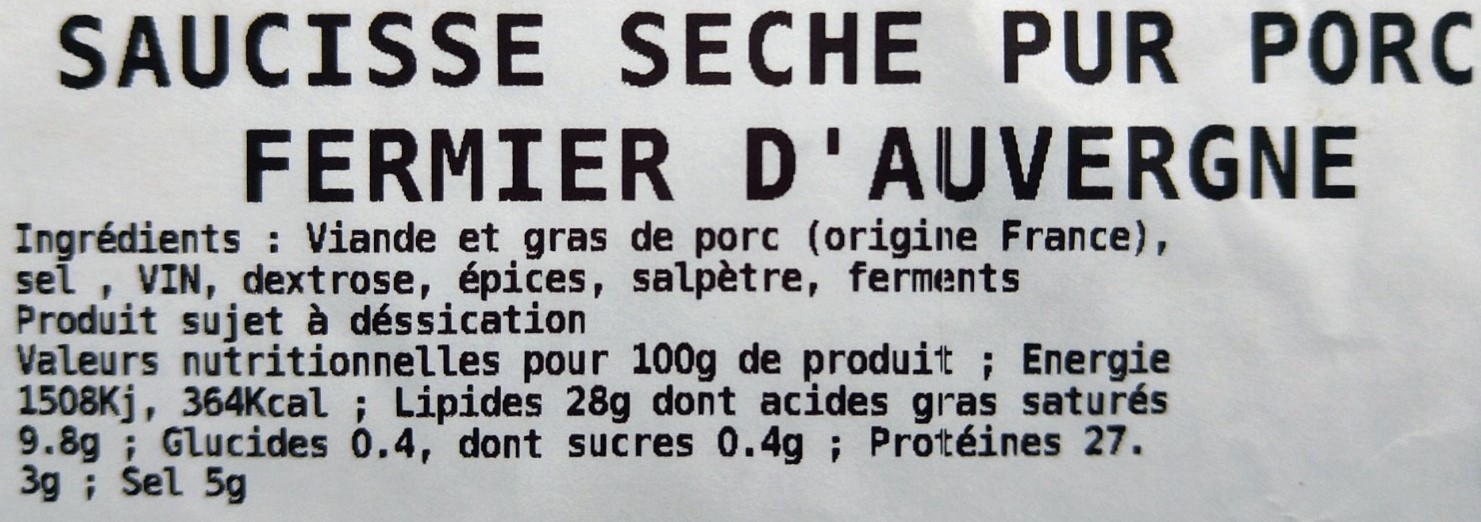 SAUCISSE SECHE PUR PORC
FERMIER D'AUVERGNE
Ingrédients : Viande et gras de porc (origine France),
sel , VIN, dextrose, épices, salpètre, ferments
Produit sujet à déssication
Valeurs nutritionnelles pour 100g de produit ; Energie
1508Kj, 364Kcal ; Lipides 28g dont acides gras saturés
9.8g ; Glucides 0.4, dont sucres 0.4g ; Protéines 27.
3g ; Sel 5g